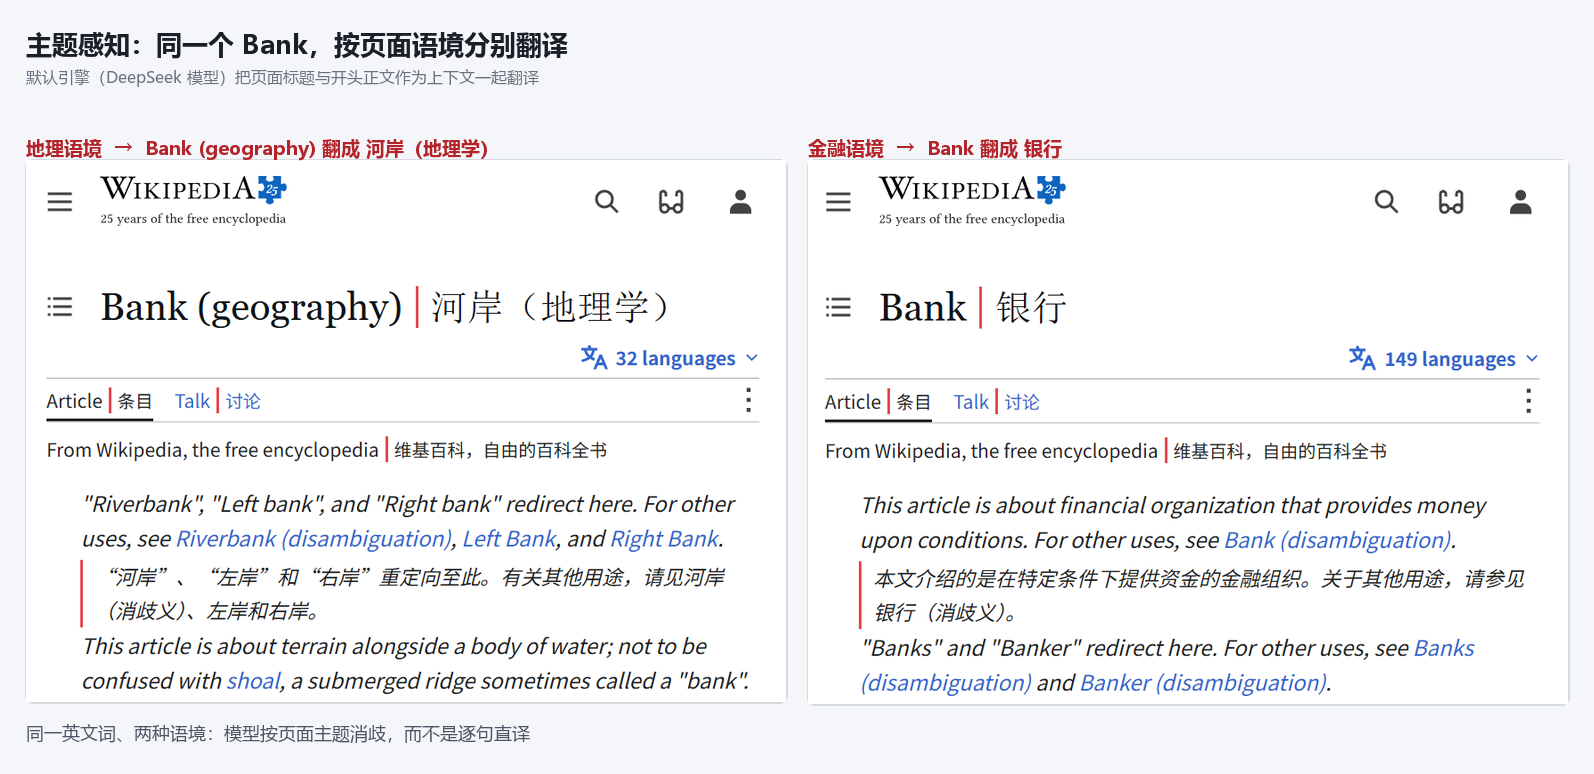 主题感知：同一个 Bank，按页面语境分别翻译
默认引擎（DeepSeek 模型）把页面标题与开头正文作为上下文一起翻译
地理语境 → Bank (geography) 翻成 河岸（地理学）
WIKIPEDIA 25
25 years of the free encyclopedia
Bank (geography) 河岸（地理学）
文A 32 languages
Article 条目 Talk 讨论
From Wikipedia, the free encyclopedia 维基百科，自由的百科全书
"Riverbank", "Left bank", and "Right bank" redirect here. For other
uses, see Riverbank (disambiguation), Left Bank, and Right Bank.
“河岸”、“左岸”和“右岸”重定向至此。有关其他用途，请见河岸
（消歧义）、左岸和右岸。
This article is about terrain alongside a body of water; not to be
confused with shoal, a submerged ridge sometimes called a "bank".
金融语境 → Bank 翻成 银行
WIKIPEDIA 25
25 years of the free encyclopedia
Bank 银行
文A 149 languages
Article 条目 Talk 讨论
From Wikipedia, the free encyclopedia 维基百科，自由的百科全书
This article is about financial organization that provides money
upon conditions. For other uses, see Bank (disambiguation).
本文介绍的是在特定条件下提供资金的金融组织。关于其他用途，请参见
银行（消歧义）。
"Banks" and "Banker" redirect here. For other uses, see Banks
(disambiguation) and Banker (disambiguation).
同一英文词、两种语境：模型按页面主题消歧，而不是逐句直译